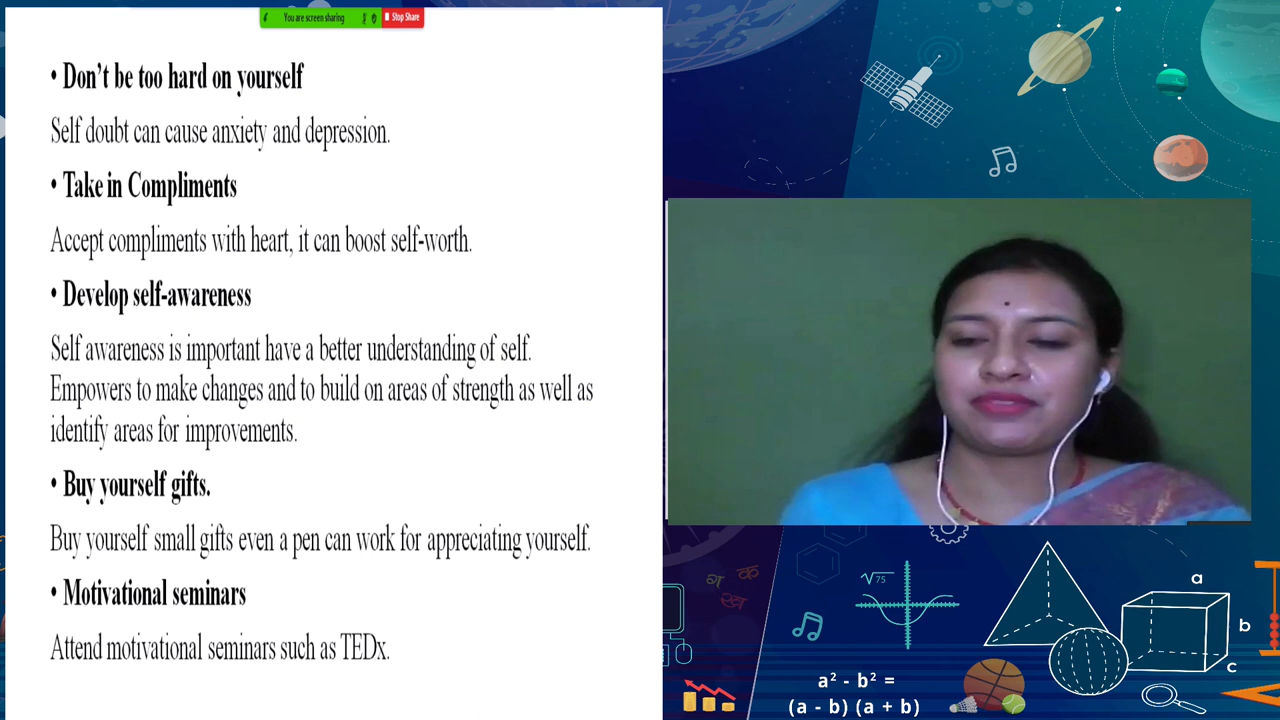 You are screen sharing
Stop Share
• Don't be too hard on yourself
Self doubt can cause anxiety and depression.
• Take in Compliments
Accept compliments with heart, it can boost self-worth.
• Develop self-awareness
Self awareness is important have a better understanding of self.
Empowers to make changes and to build on areas of strength as well as
identify areas for improvements.
• Buy yourself gifts.
Buy yourself small gifts even a pen can work for appreciating yourself.
• Motivational seminars
Attend motivational seminars such as TEDx.
ग क
ख
√75
a
b
c
a² - b² =
(a - b) (a + b)